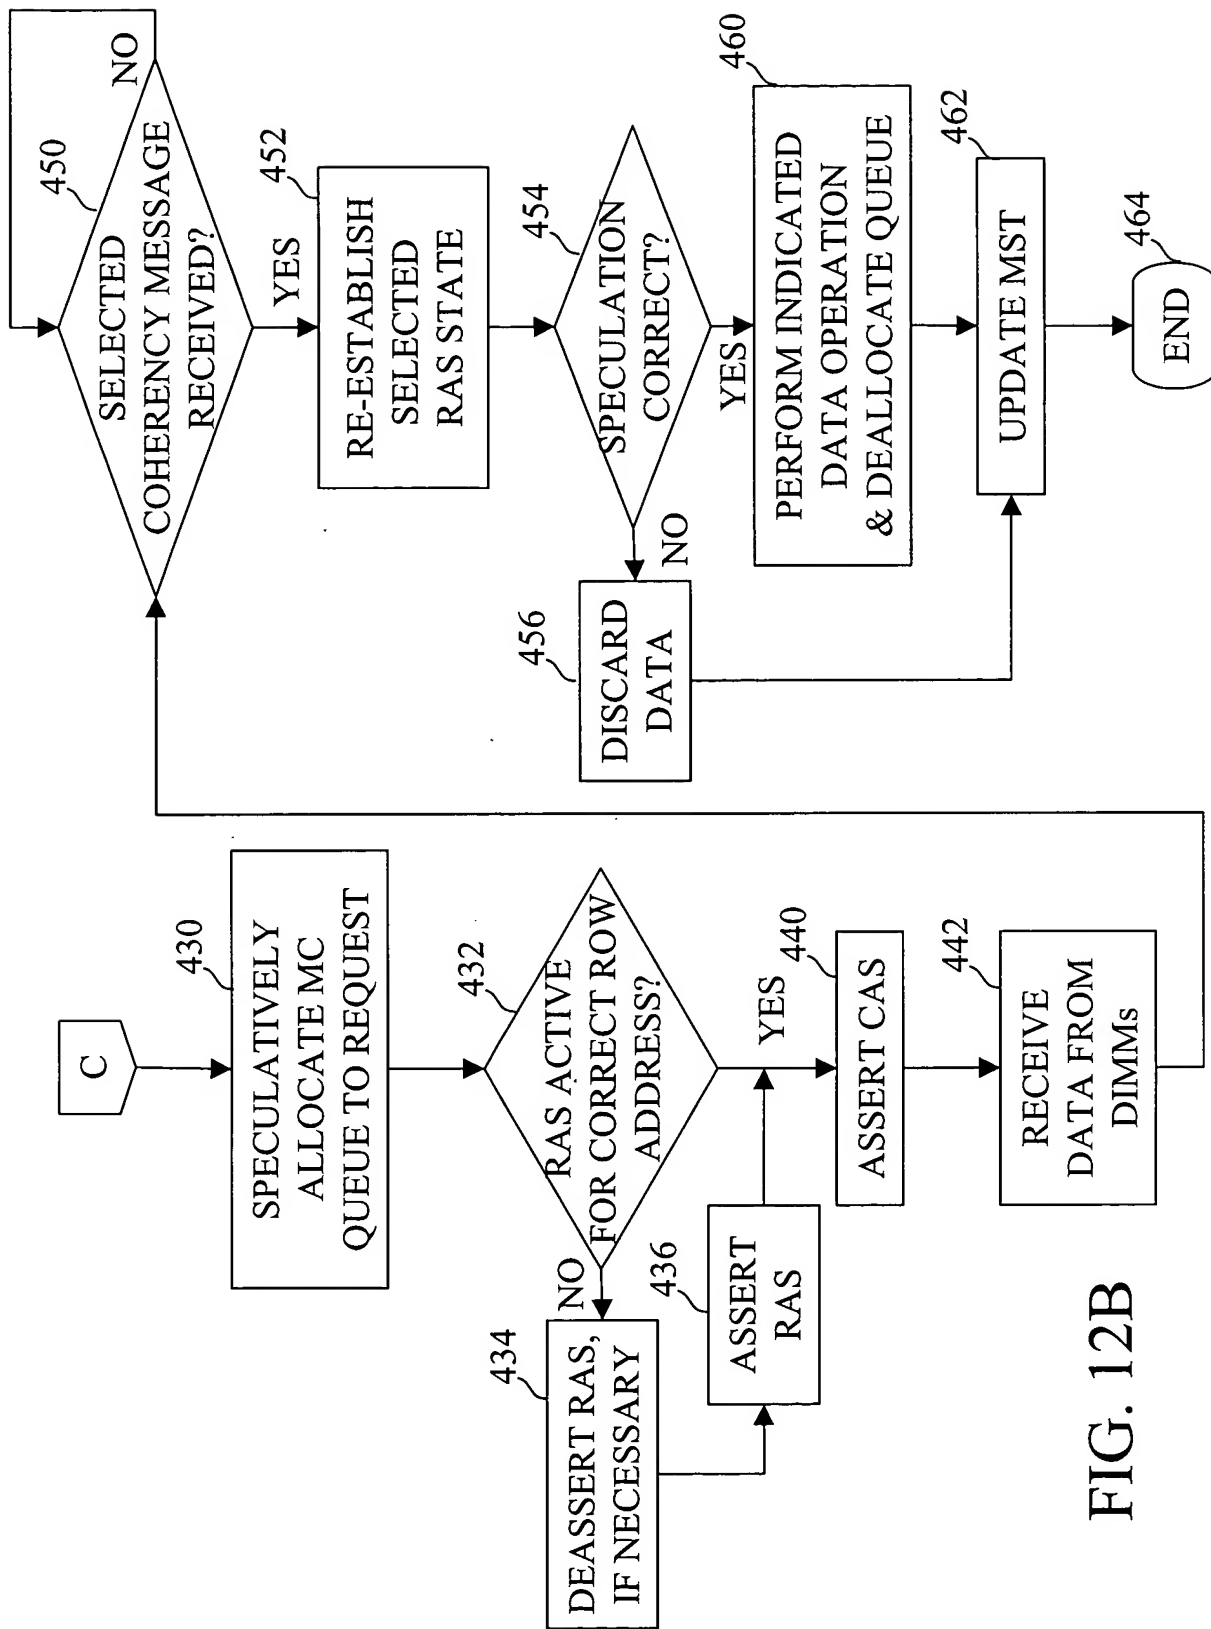 C
430
SPECULATIVELY
ALLOCATE MC
QUEUE TO REQUEST
432
RAS ACTIVE
FOR CORRECT ROW
ADDRESS?
NO
YES
434
DEASSERT RAS,
IF NECESSARY
436
ASSERT
RAS
440
ASSERT CAS
442
RECEIVE
DATA FROM
DIMMs
450
SELECTED
COHERENCY MESSAGE
RECEIVED?
NO
YES
452
RE-ESTABLISH
SELECTED
RAS STATE
454
SPECULATION
CORRECT?
NO
YES
456
DISCARD
DATA
460
PERFORM INDICATED
DATA OPERATION
& DEALLOCATE QUEUE
462
UPDATE MST
464
END
FIG. 12B